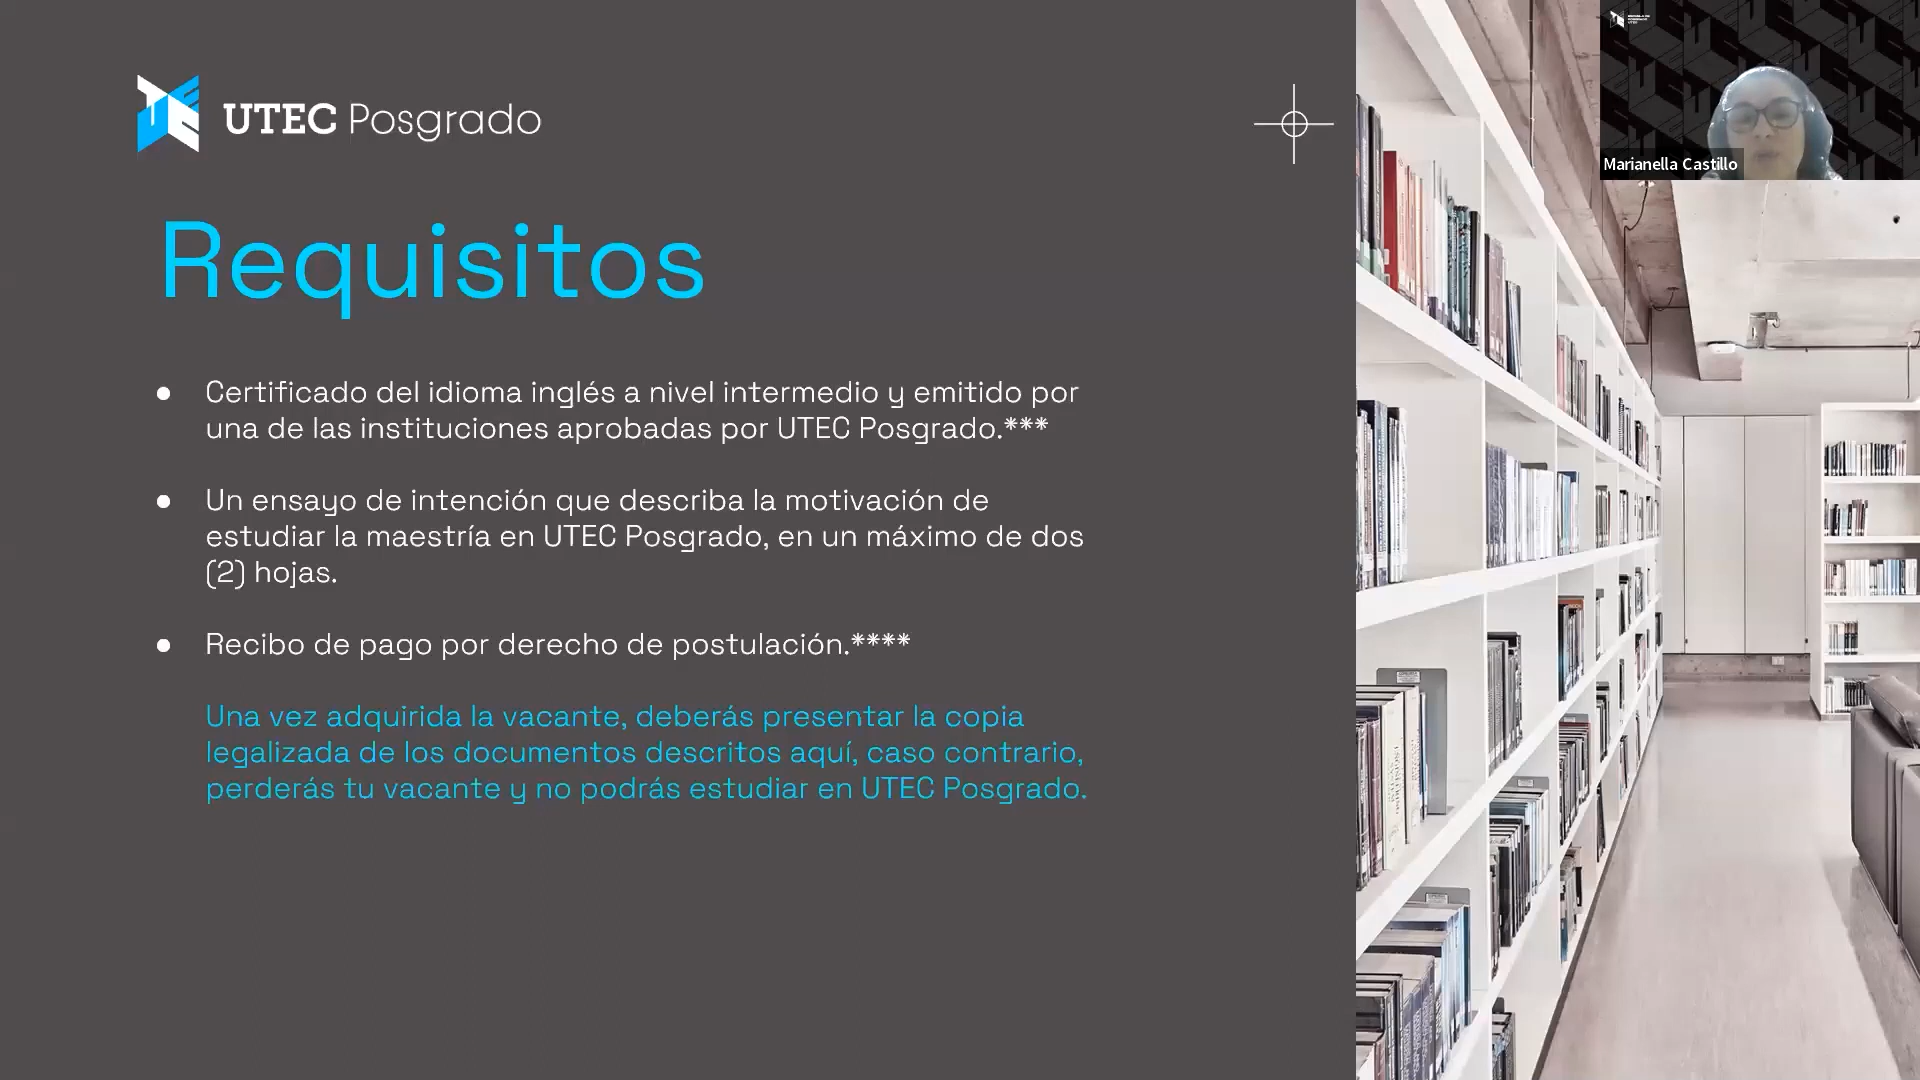 UTEC Posgrado
Marianella Castillo
Requisitos
● Certificado del idioma inglés a nivel intermedio y emitido por
una de las instituciones aprobadas por UTEC Posgrado.***
● Un ensayo de intención que describa la motivación de
estudiar la maestría en UTEC Posgrado, en un máximo de dos
(2) hojas.
● Recibo de pago por derecho de postulación.****
Una vez adquirida la vacante, deberás presentar la copia
legalizada de los documentos descritos aquí, caso contrario,
perderás tu vacante y no podrás estudiar en UTEC Posgrado.